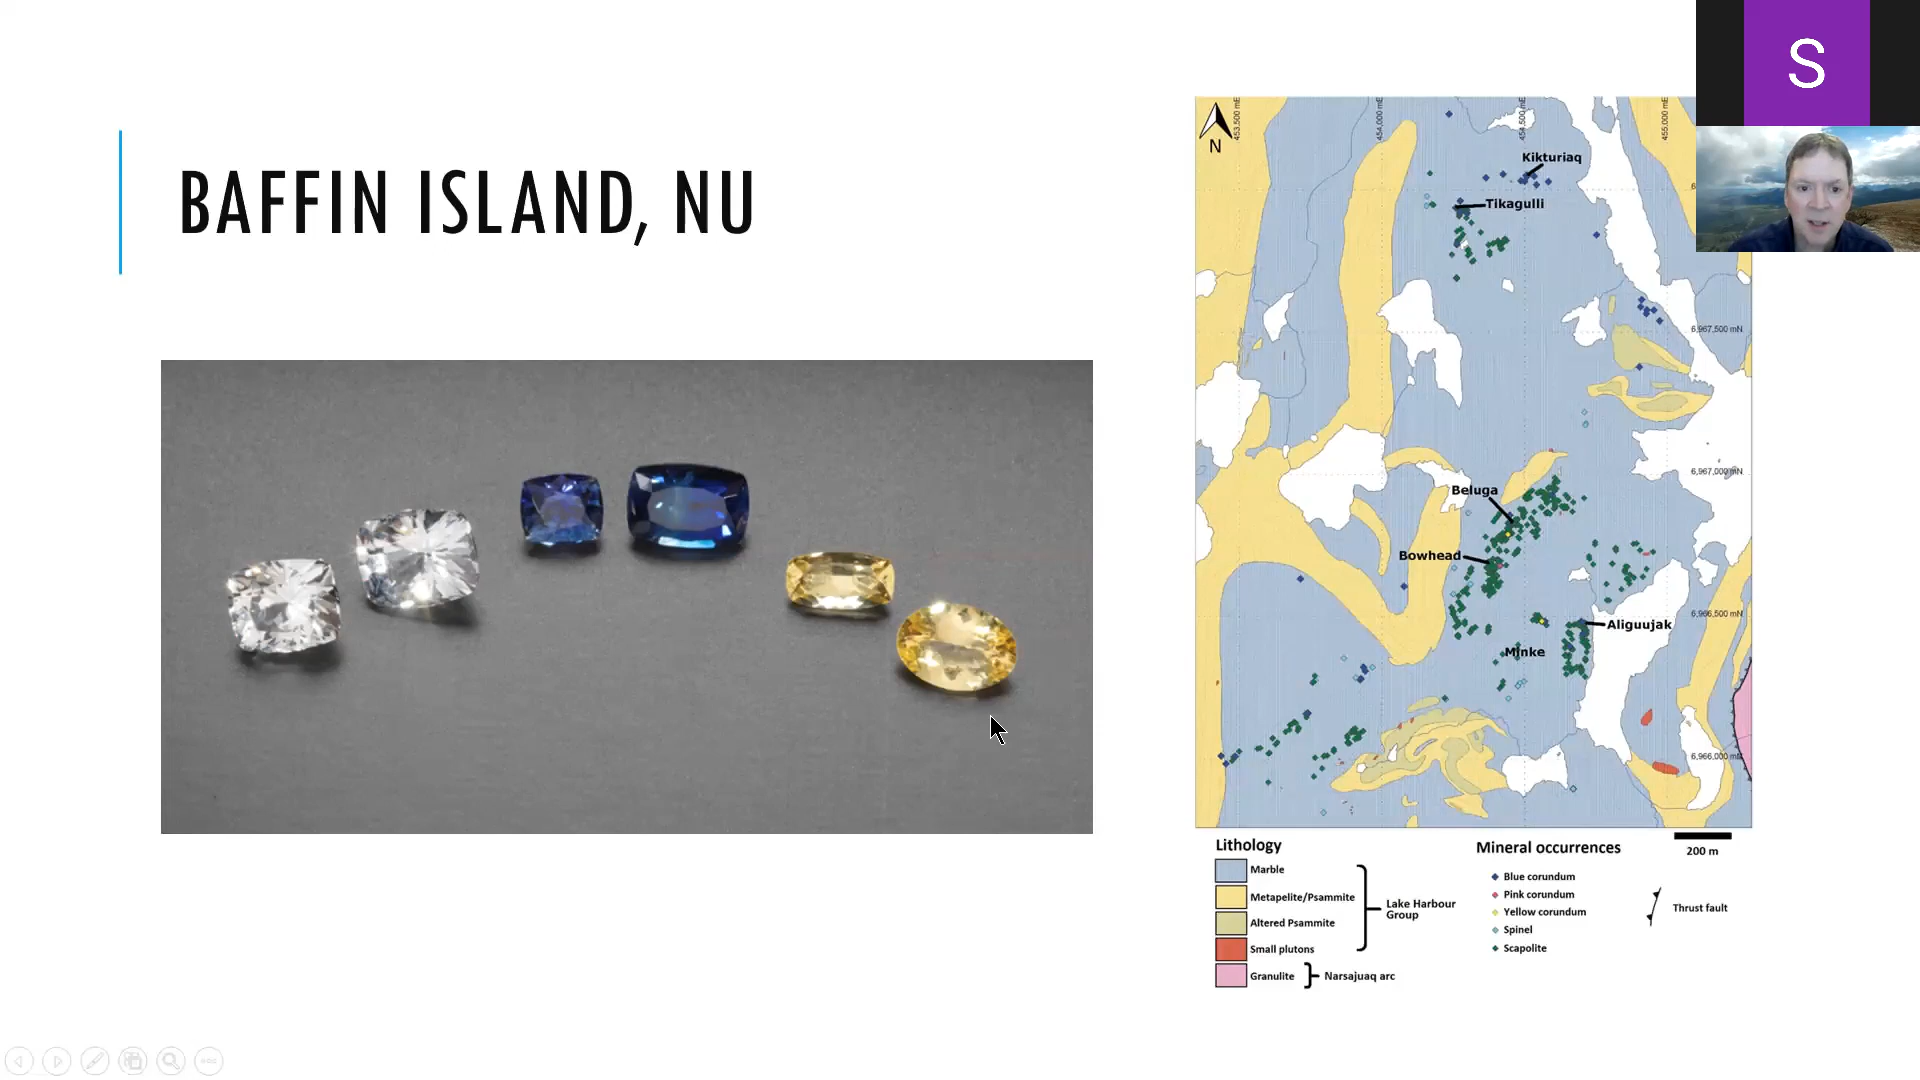 S
BAFFIN ISLAND, NU
453,500 mE
454,000 mE
454,500 mE
455,000 mE
N
Kikturiaq
Tikagulli
6,967,500 mN
6,967,000 mN
Beluga
Bowhead
6,966,500 mN
Aliguujak
Minke
6,966,000 mN
Lithology
Marble
Metapelite/Psammite
Altered Psammite
Small plutons
Granulite
Lake Harbour
Group
Narsajuaq arc
Mineral occurrences
Blue corundum
Pink corundum
Yellow corundum
Spinel
Scapolite
200 m
Thrust fault